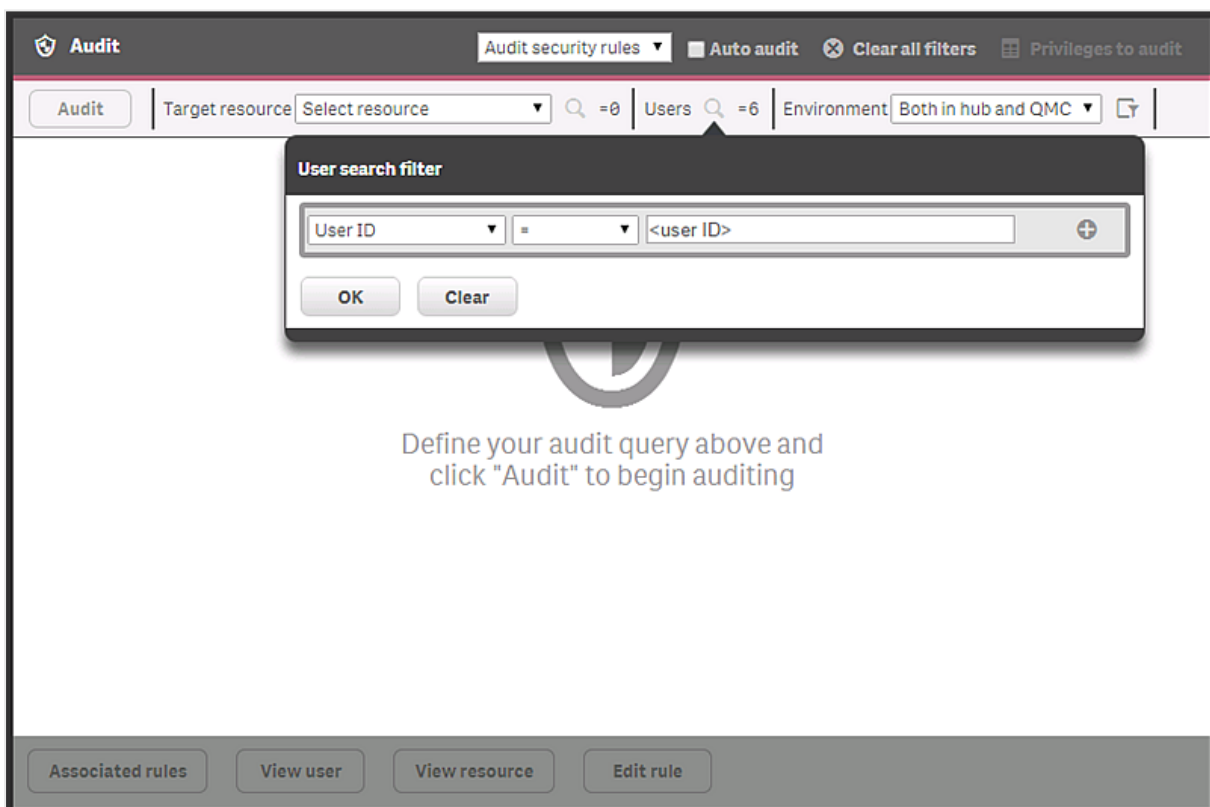 Audit
Audit security rules
Auto audit
Clear all filters
Privileges to audit
Audit
Target resource Select resource =0 Users =6 Environment Both in hub and QMC
User search filter
User ID = <user ID>
OK Clear
Define your audit query above and
click "Audit" to begin auditing
Associated rules View user View resource Edit rule